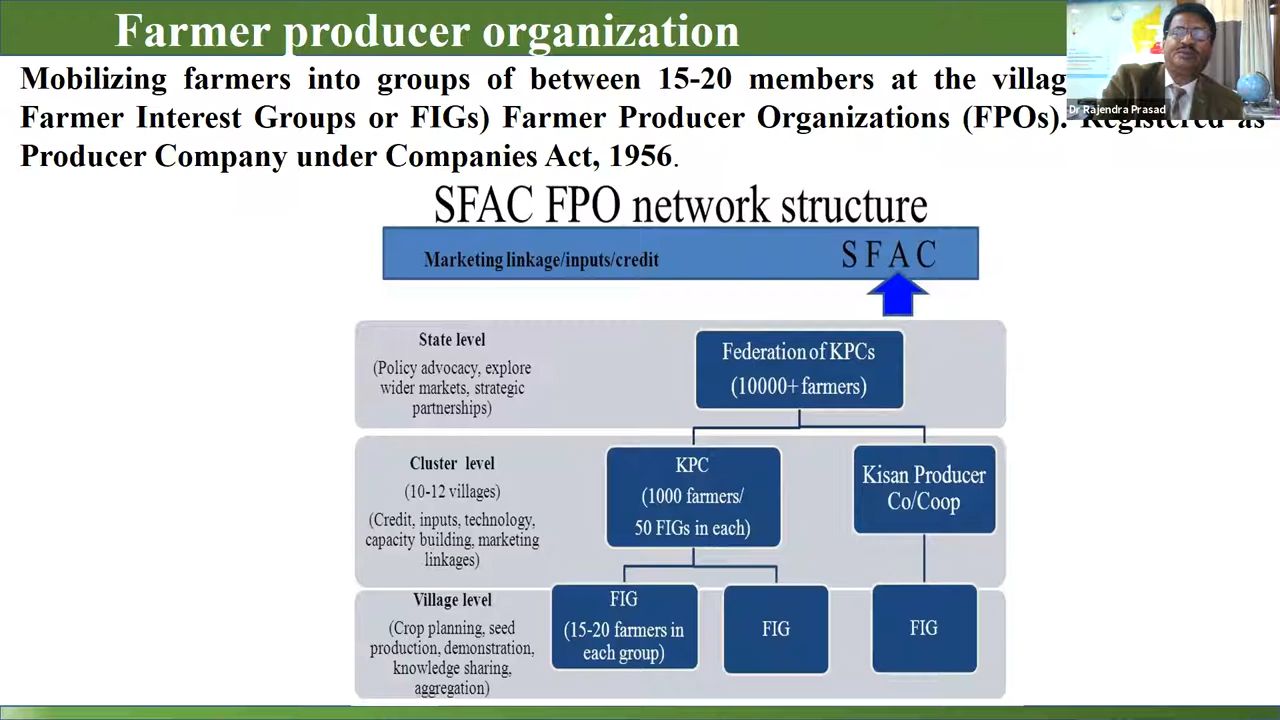 Farmer producer organization
Mobilizing farmers into groups of between 15-20 members at the villag
Farmer Interest Groups or FIGs) Farmer Producer Organizations (FPOs). Registered as
Producer Company under Companies Act, 1956.
Dr Rajendra Prasad
SFAC FPO network structure
Marketing linkage/inputs/credit
SFAC
State level
(Policy advocacy, explore
wider markets, strategic
partnerships)
Federation of KPCs
(10000+ farmers)
Cluster level
(10-12 villages)
(Credit, inputs, technology,
capacity building, marketing
linkages)
KPC
(1000 farmers/
50 FIGs in each)
Kisan Producer
Co/Coop
Village level
(Crop planning, seed
production, demonstration,
knowledge sharing,
aggregation)
FIG
(15-20 farmers in
each group)
FIG
FIG